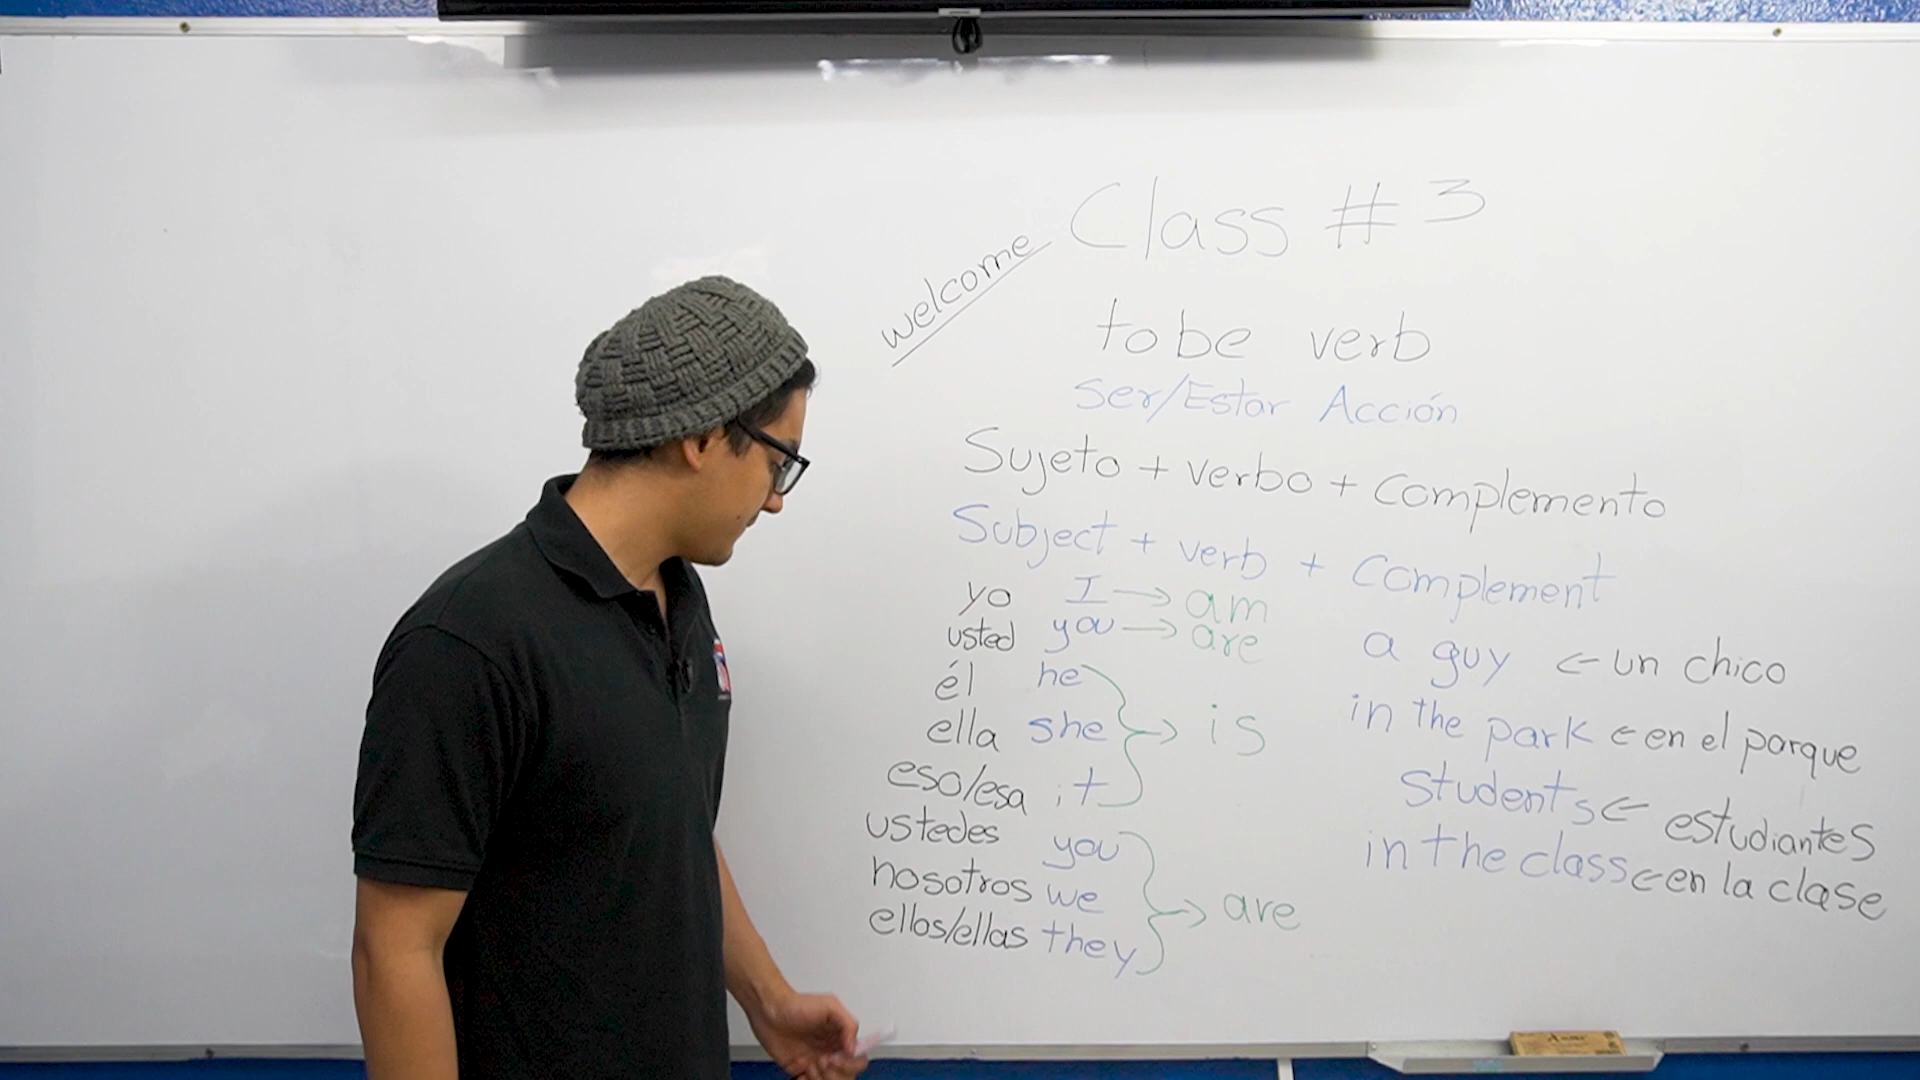 welcome
Class # 3
to be verb
Ser/Estar Acción
Sujeto + verbo + Complemento
Subject + verb + Complement
yo I → am
usted you → are
él he
ella she → is
eso/esa it
ustedes you
nosotros we → are
ellos/ellas they
a guy ← un chico
in the park ← en el parque
students ← estudiantes
in the class ← en la clase